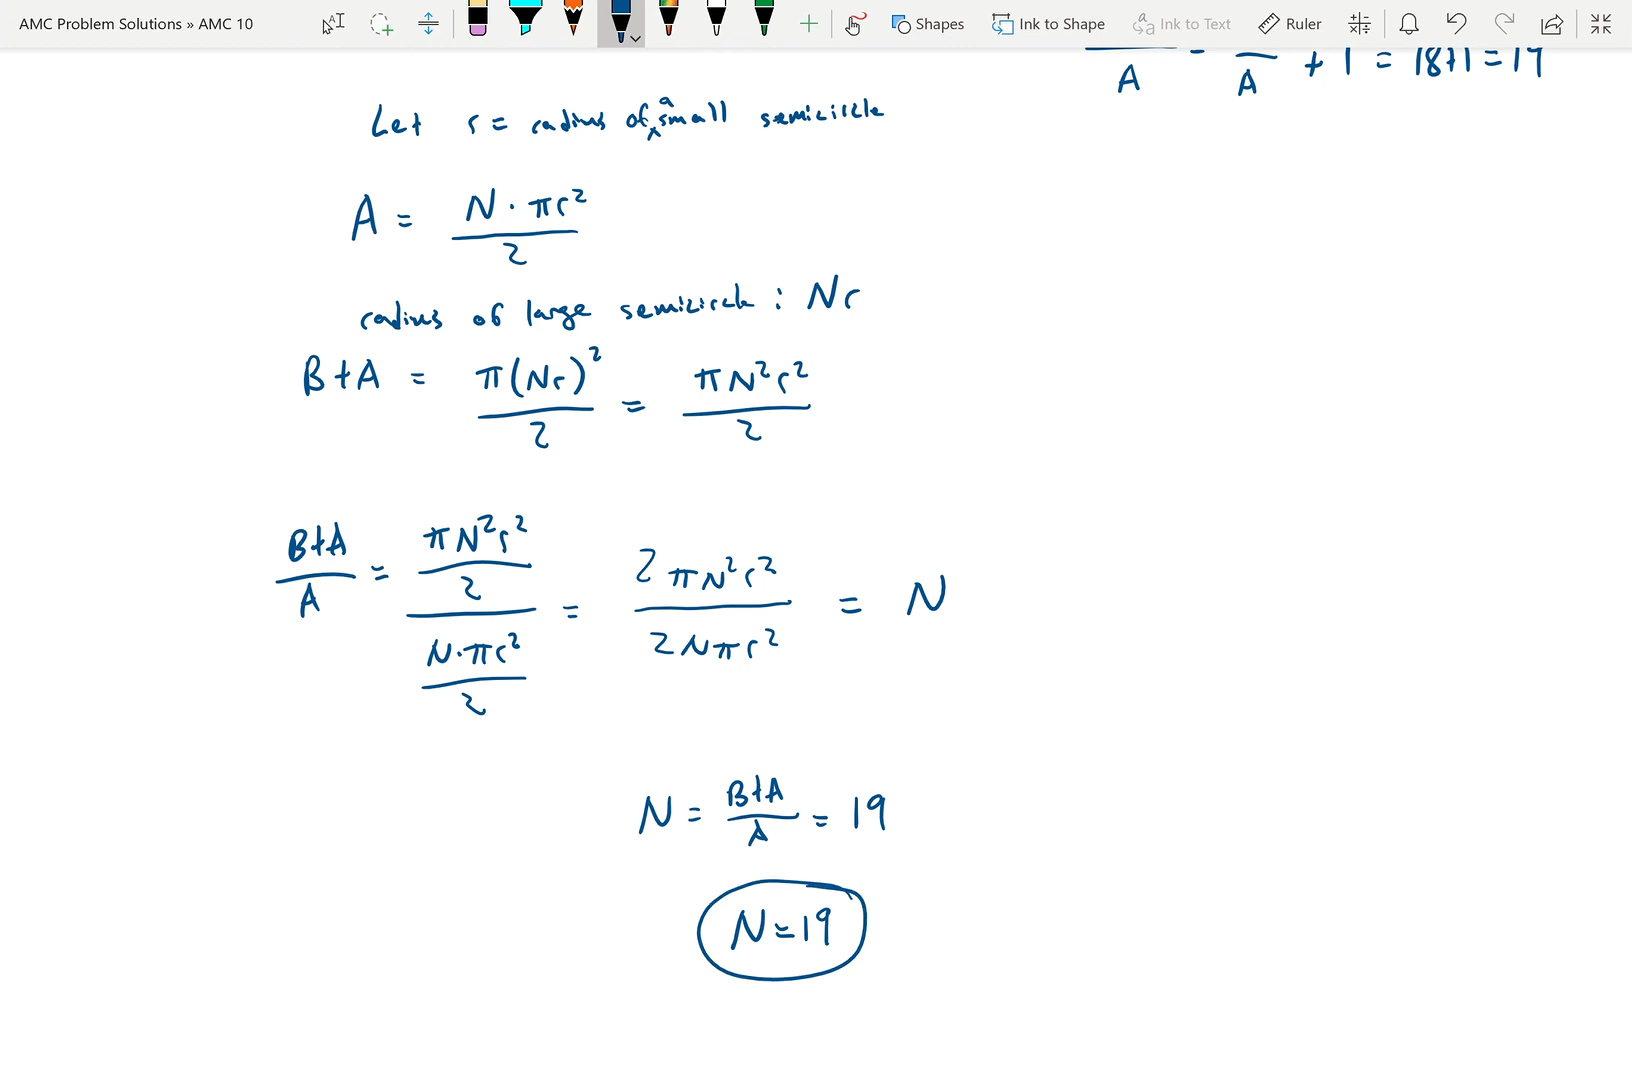 AMC Problem Solutions » AMC 10
Shapes Ink to Shape Ink to Text Ruler
A A + 1 = 18+1 = 19
Let r = radius of a small semicircle
A = N · πr² / 2
radius of large semicircle : Nr
B+A = π(Nr)² / 2 = πN²r² / 2
B+A / A = πN²r² / 2 / N·πr² / 2 = 2πN²r² / 2Nπr² = N
N = B+A / A = 19
N = 19